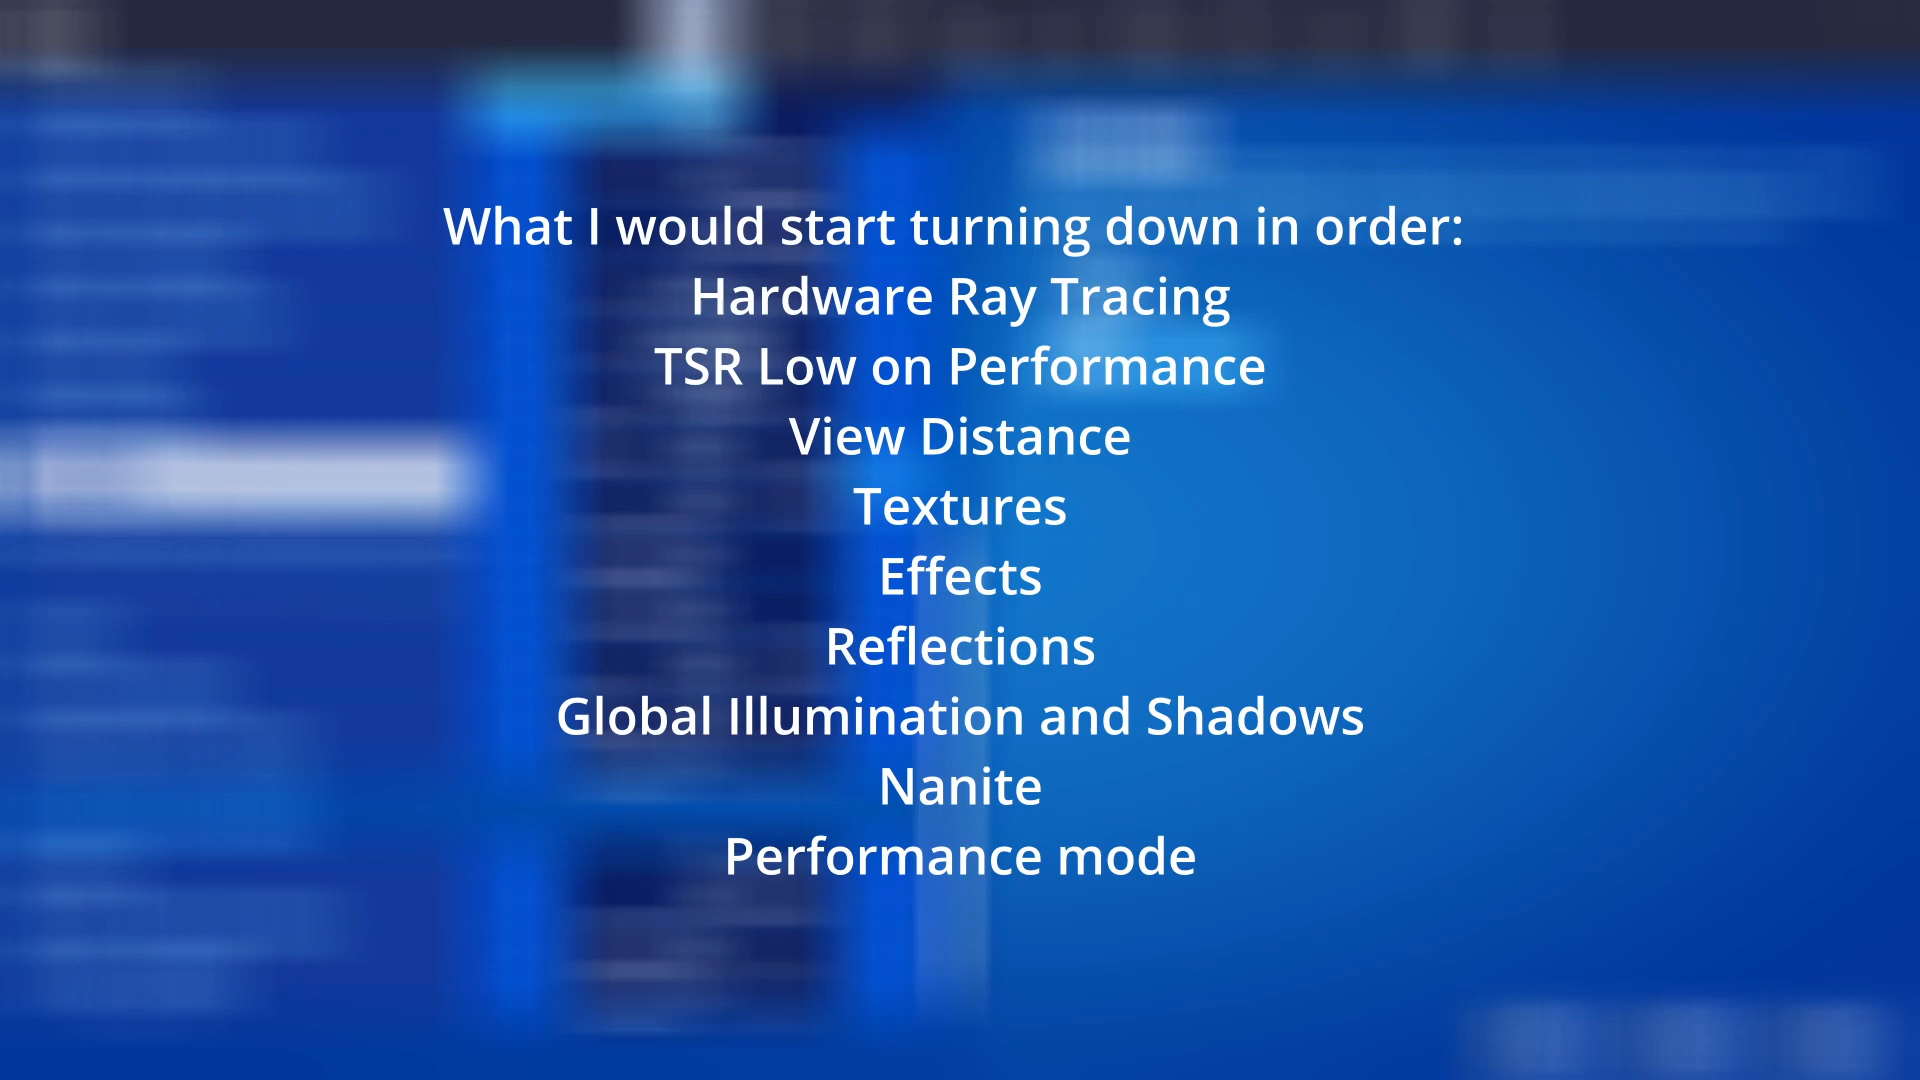 What I would start turning down in order:
Hardware Ray Tracing
TSR Low on Performance
View Distance
Textures
Effects
Reflections
Global Illumination and Shadows
Nanite
Performance mode